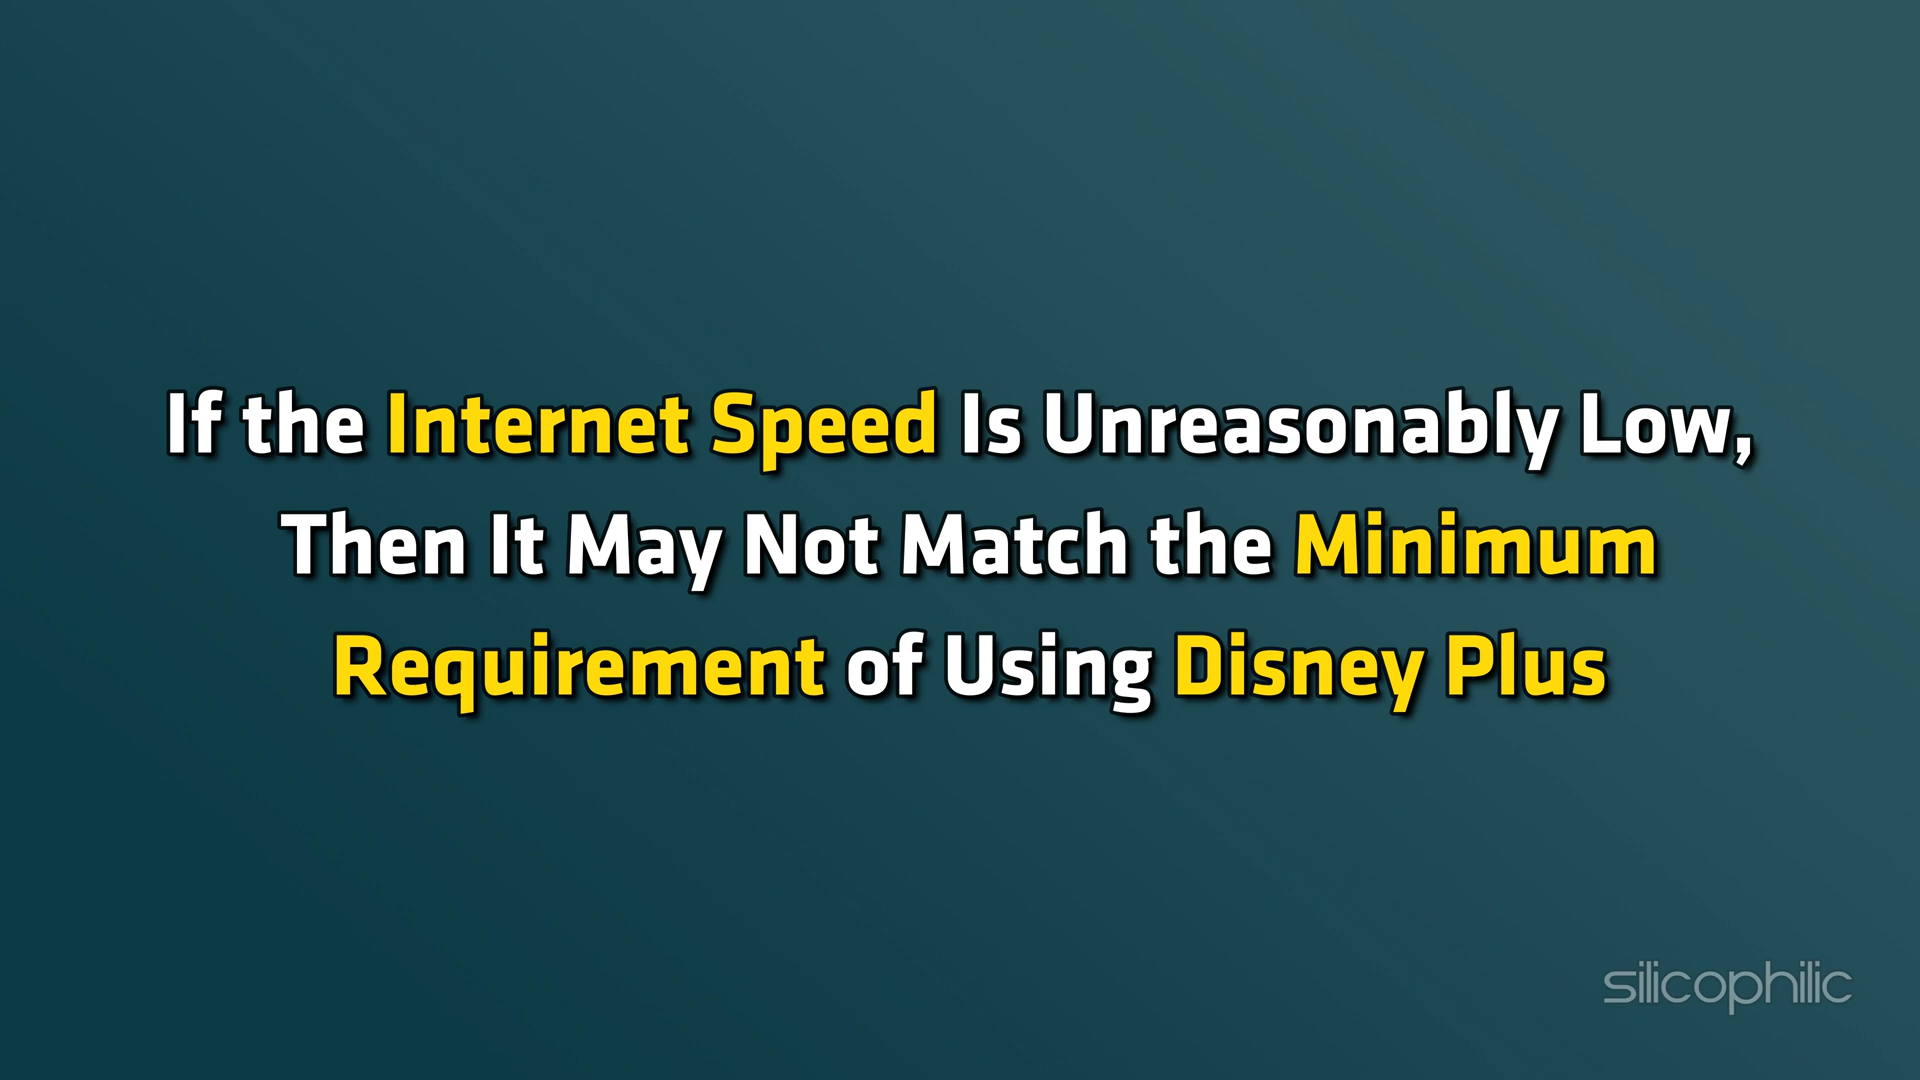 If the Internet Speed Is Unreasonably Low,
Then It May Not Match the Minimum
Requirement of Using Disney Plus
silicophilic